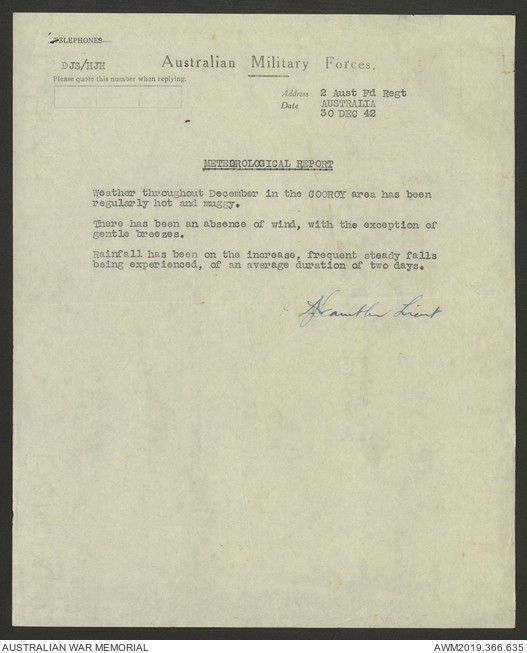 TELEPHONES—
DJS/HJH
Please quote this number when replying.
Australian Military Forces.
Address 2 Aust Fd Regt
AUSTRALIA
Date 30 DEC 42
METEOROLOGICAL REPORT
Weather throughout December in the COOROY area has been
regularly hot and muggy.
There has been an absence of wind, with the exception of
gentle breezes.
Rainfall has been on the increase, frequent steady falls
being experienced, of an average duration of two days.
Lieut
AUSTRALIAN WAR MEMORIAL
AWM2019.366.635